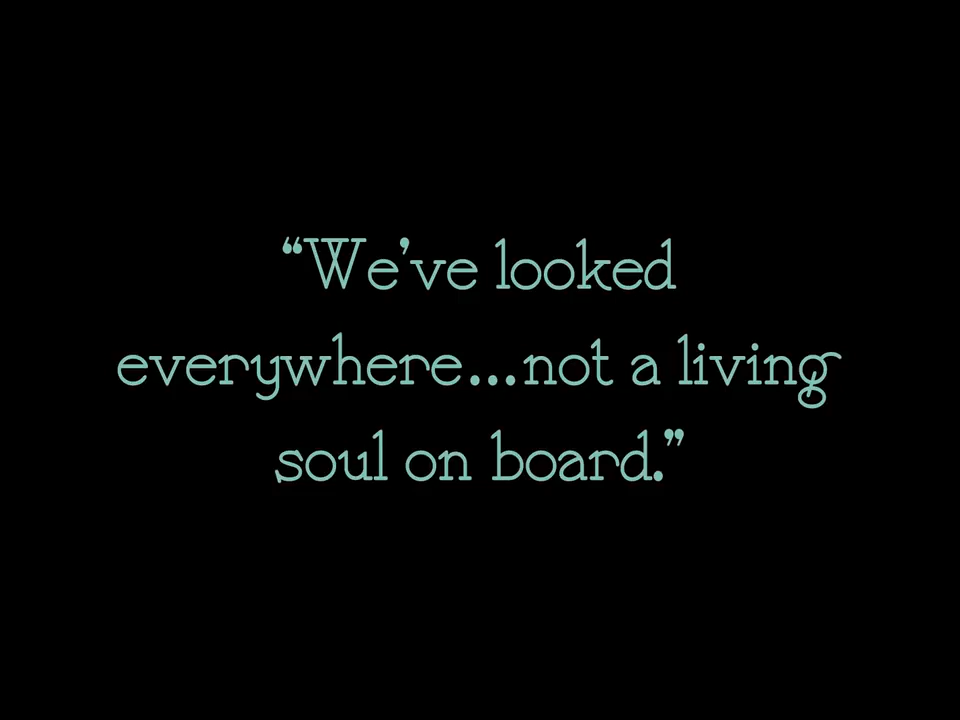 “We’ve looked
everywhere...not a living
soul on board.”